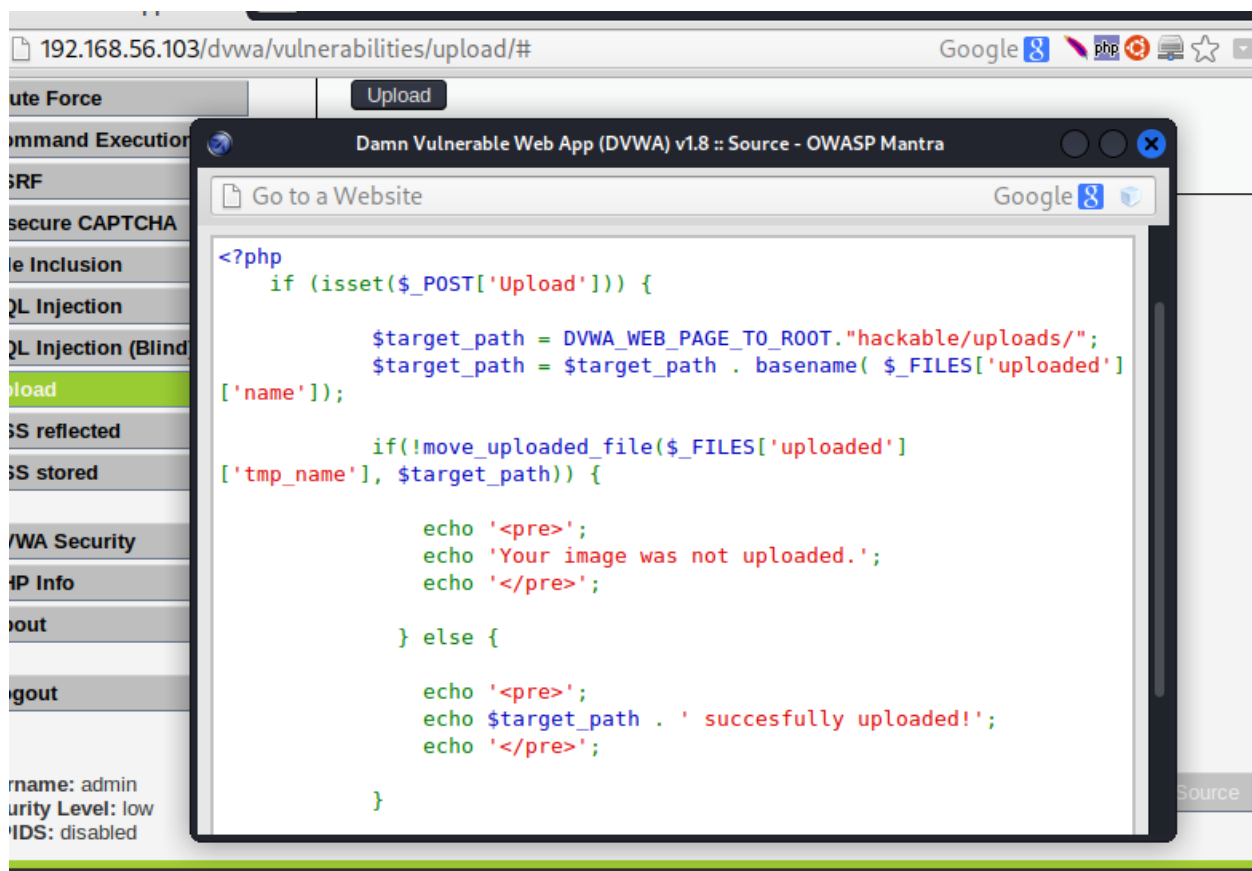 192.168.56.103/dvwa/vulnerabilities/upload/#
Google 8
php
ute Force
Upload
ommand Execution
SRF
secure CAPTCHA
le Inclusion
QL Injection
QL Injection (Blind)
pload
SS reflected
SS stored
VWA Security
HP Info
bout
ogout
rname: admin
urity Level: low
PIDS: disabled
Damn Vulnerable Web App (DVWA) v1.8 :: Source - OWASP Mantra
Go to a Website
Google 8
<?php
    if (isset($_POST['Upload'])) {
            $target_path = DVWA_WEB_PAGE_TO_ROOT."hackable/uploads/";
            $target_path = $target_path . basename( $_FILES['uploaded']
['name']);
            if(!move_uploaded_file($_FILES['uploaded']
['tmp_name'], $target_path)) {
                echo '<pre>';
                echo 'Your image was not uploaded.';
                echo '</pre>';
              } else {
                echo '<pre>';
                echo $target_path . ' succesfully uploaded!';
                echo '</pre>';
            }
Source